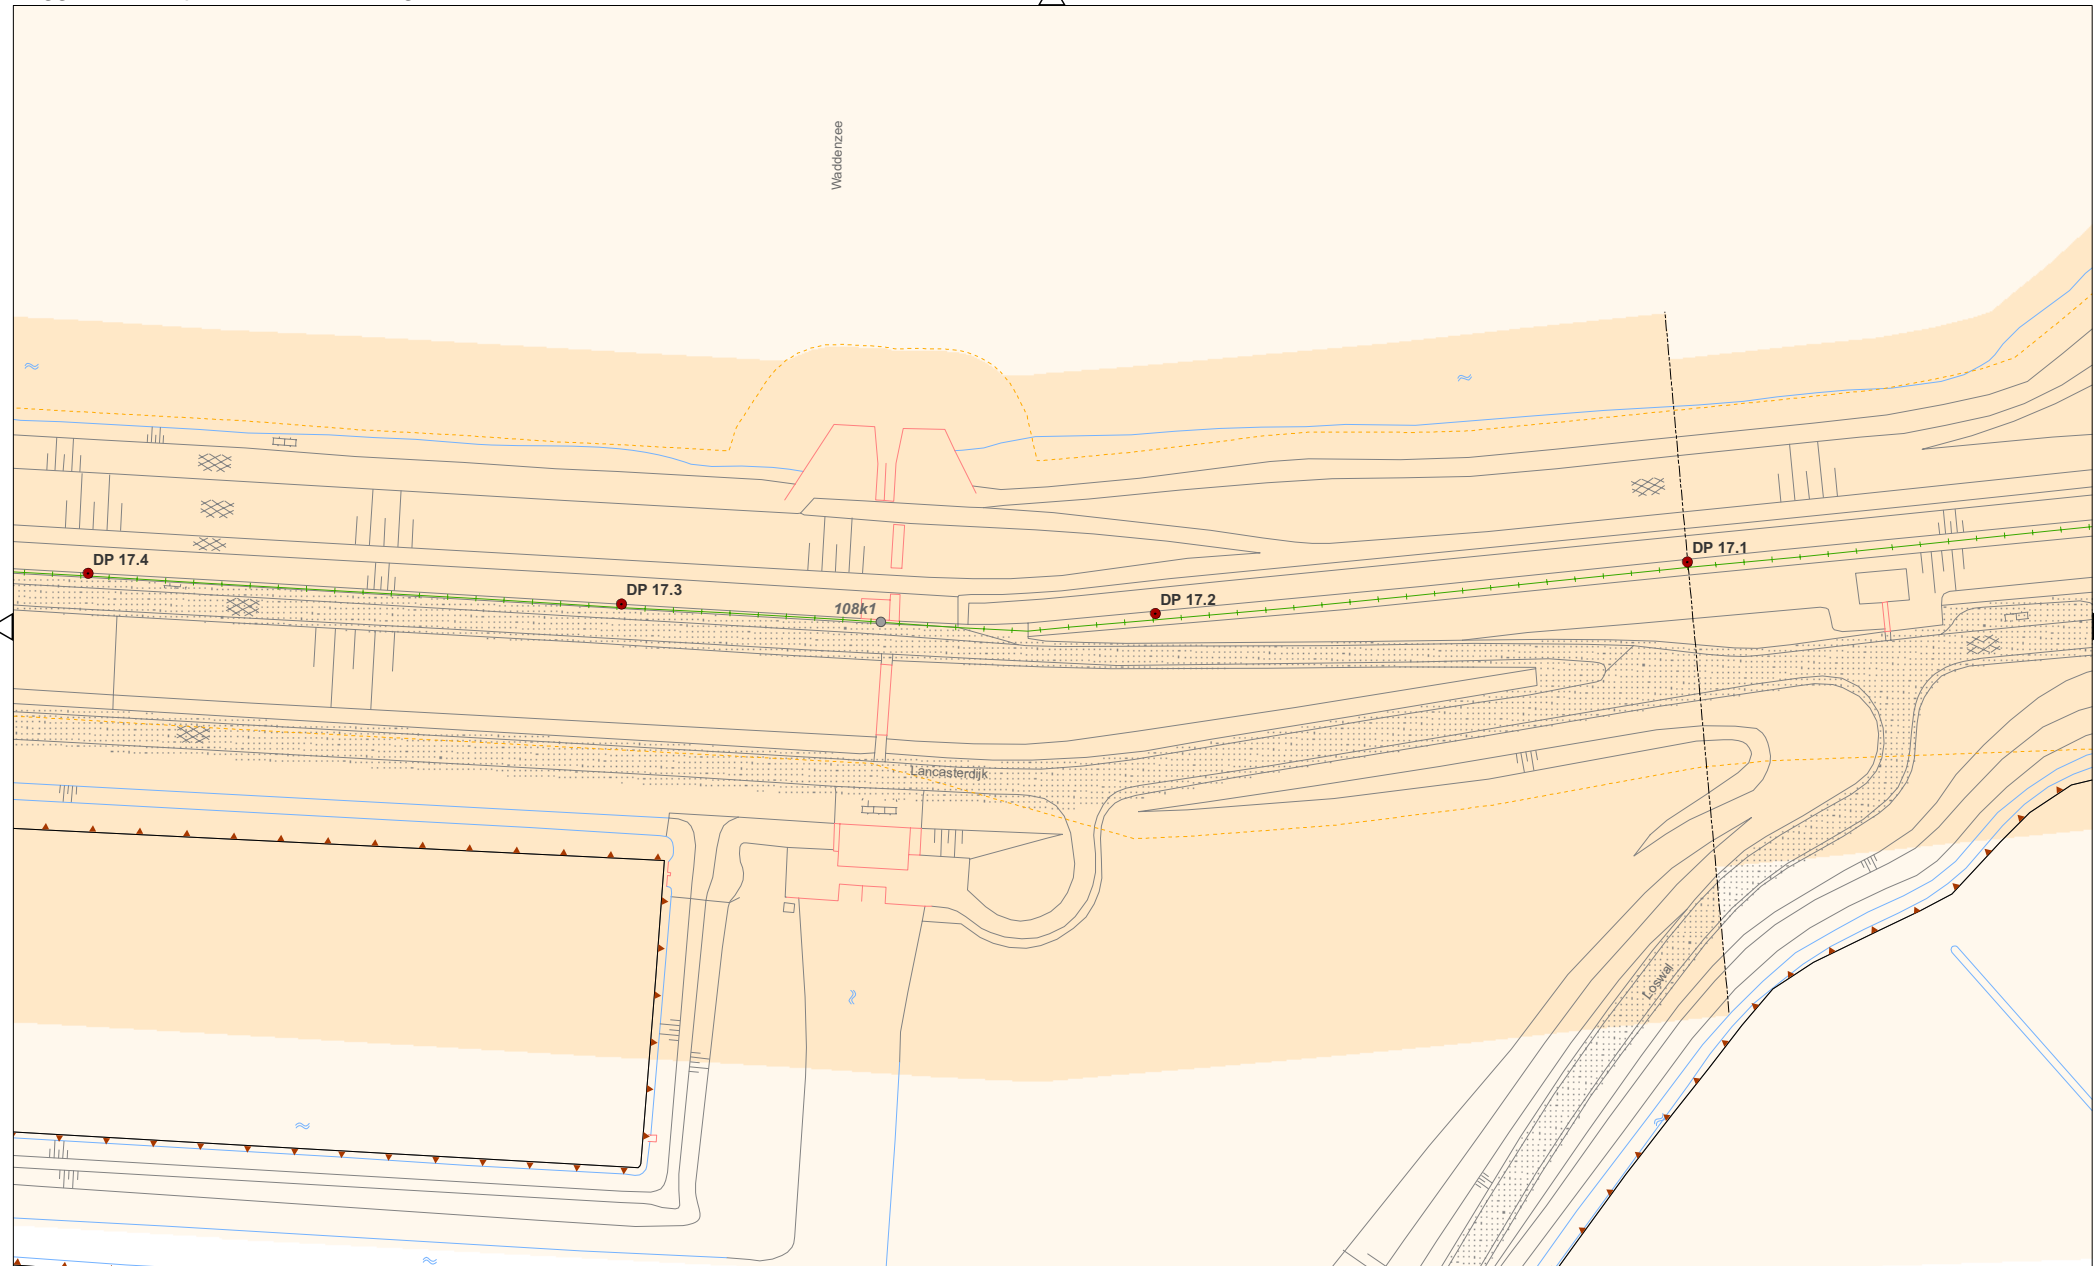 Waddenzee
DP 17.4
DP 17.3
108k1
DP 17.2
DP 17.1
Lancasterdijk
Loswal